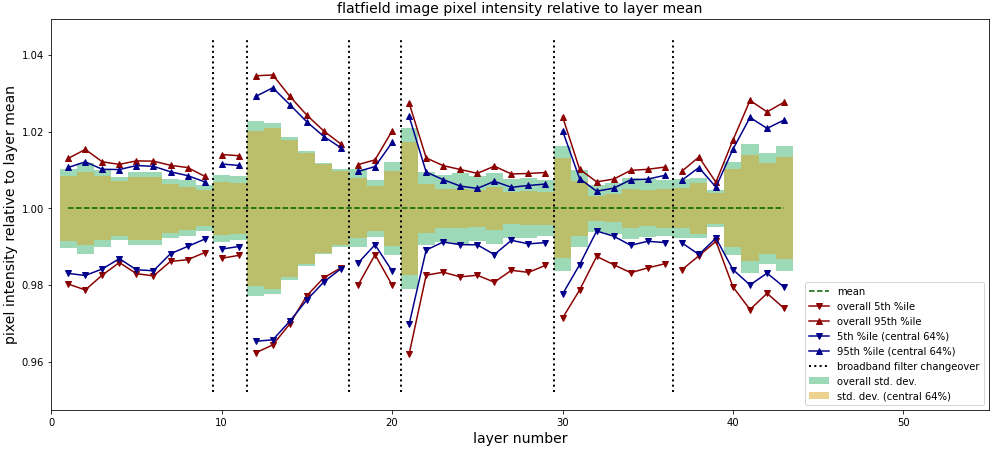 flatfield image pixel intensity relative to layer mean
pixel intensity relative to layer mean
1.04
1.02
1.00
0.98
0.96
0
10
20
30
40
50
layer number
mean
overall 5th %ile
overall 95th %ile
5th %ile (central 64%)
95th %ile (central 64%)
broadband filter changeover
overall std. dev.
std. dev. (central 64%)